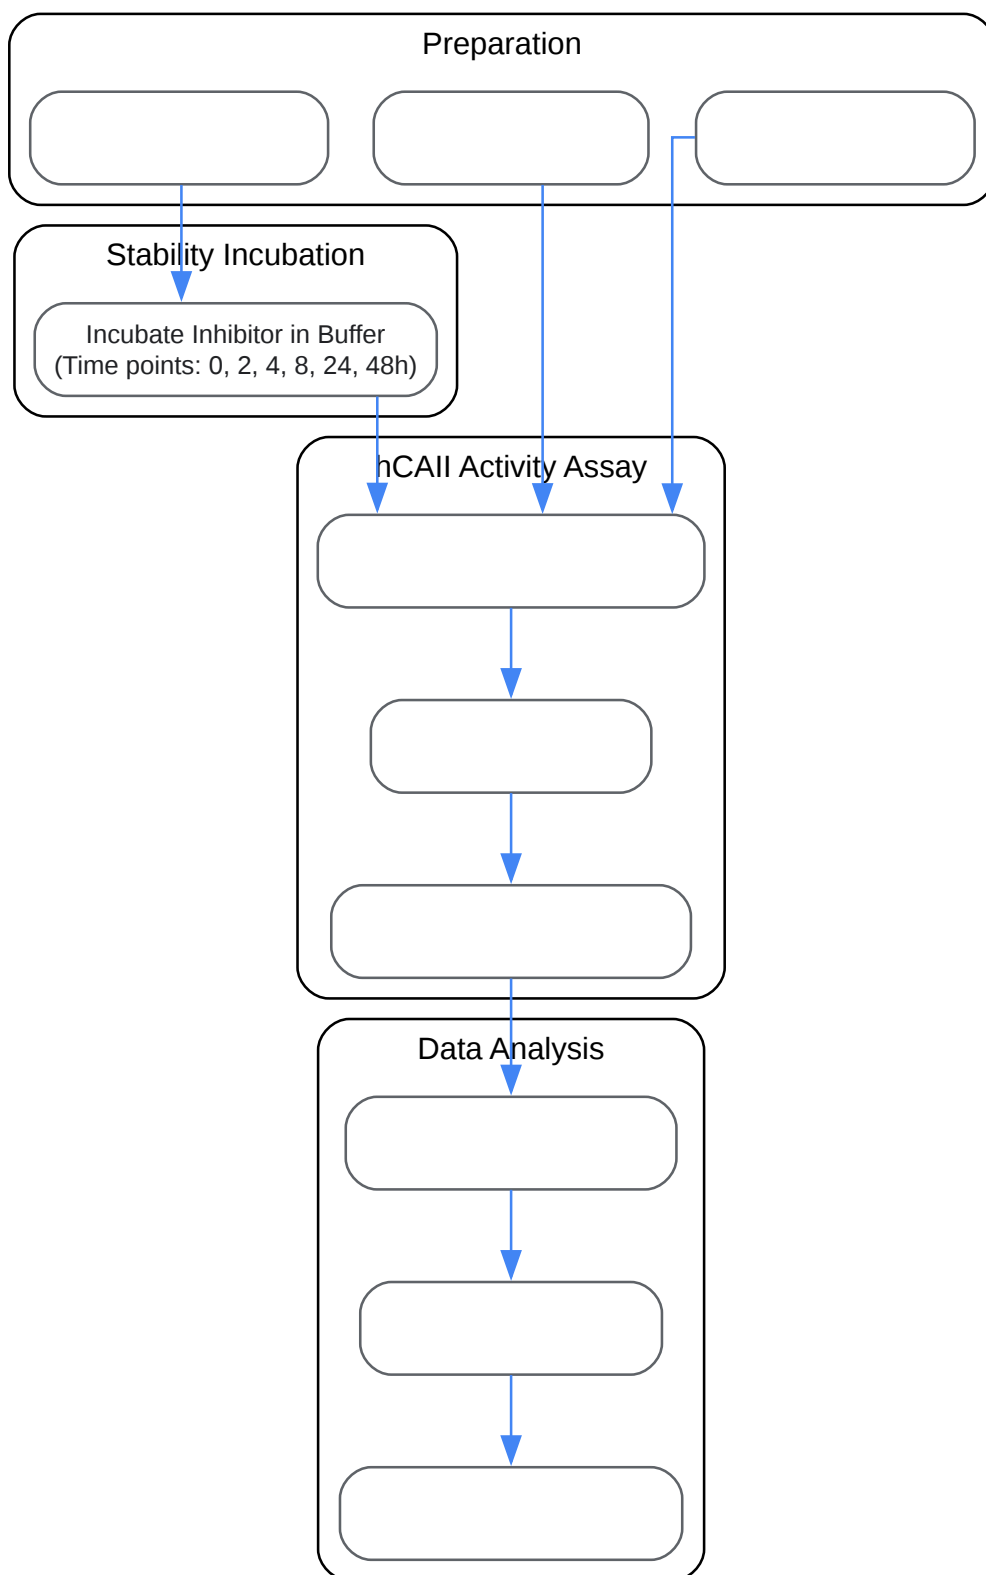 Preparation
Stability Incubation
Incubate Inhibitor in Buffer
(Time points: 0, 2, 4, 8, 24, 48h)
hCAII Activity Assay
Data Analysis